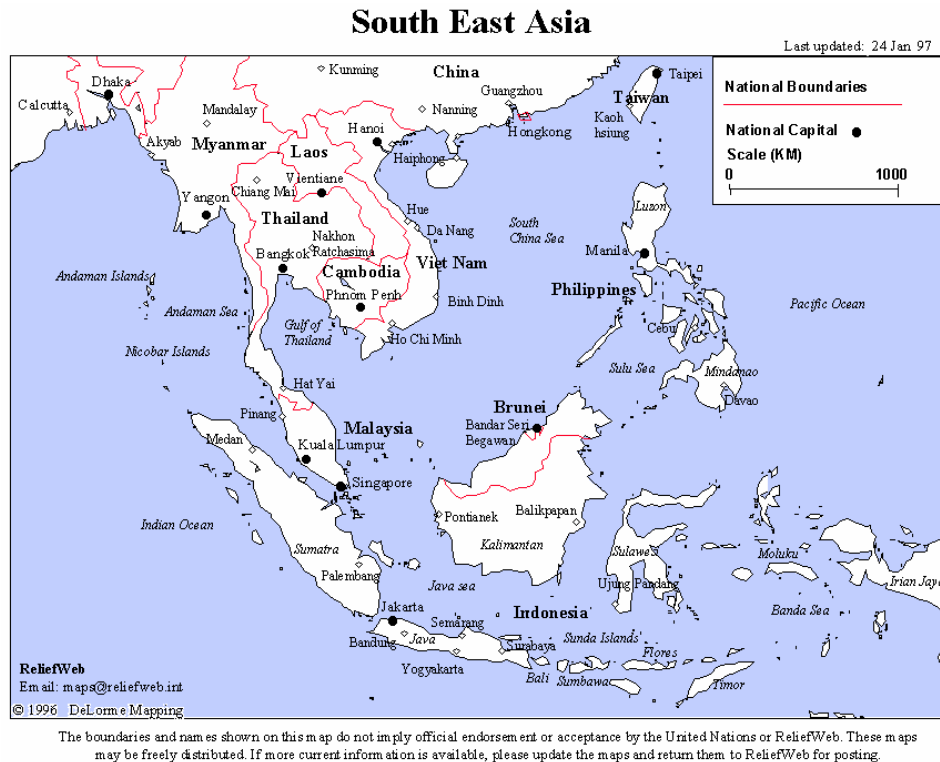 South East Asia
Last updated: 24 Jan 97
National Boundaries
National Capital
Scale (KM)
0
1000
Kunming
China
Taipei
Dhaka
Guangzhou
Taiwan
Calcutta
Mandalay
Nanning
Kaoh
hsiung
Hanoi
Hongkong
Akyab
Myanmar
Laos
Haiphong
Vientiane
Chiang Mai
Yangon
Luzon
Thailand
Hue
South
China Sea
Da Nang
Nakhon
Ratchasima
Manila
Bangkok
Viet Nam
Cambodia
Andaman Islands
Philippines
Phnom Penh
Binh Dinh
Pacific Ocean
Andaman Sea
Gulf of
Thailand
Cebu
Ho Chi Minh
Nicobar Islands
Sulu Sea
Mindanao
Hat Yai
Davao
Brunei
Pinang
Malaysia
Bandar Seri
Begawan
Medan
Kuala Lumpur
Singapore
Indian Ocean
Pontianek
Balikpapan
Sumatra
Kalimantan
Sulawesi
Moluku
Palembang
Java sea
Ujung Pandang
Irian Jaya
Jakarta
Indonesia
Banda Sea
Semarang
Bandung
Java
Surabaya
Sunda Islands
Yogyakarta
Flores
Bali
Sumbawa
Timor
ReliefWeb
Email: maps@reliefweb.int
© 1996 DeLorme Mapping
The boundaries and names shown on this map do not imply official endorsement or acceptance by the United Nations or ReliefWeb. These maps
may be freely distributed. If more current information is available, please update the maps and return them to ReliefWeb for posting.